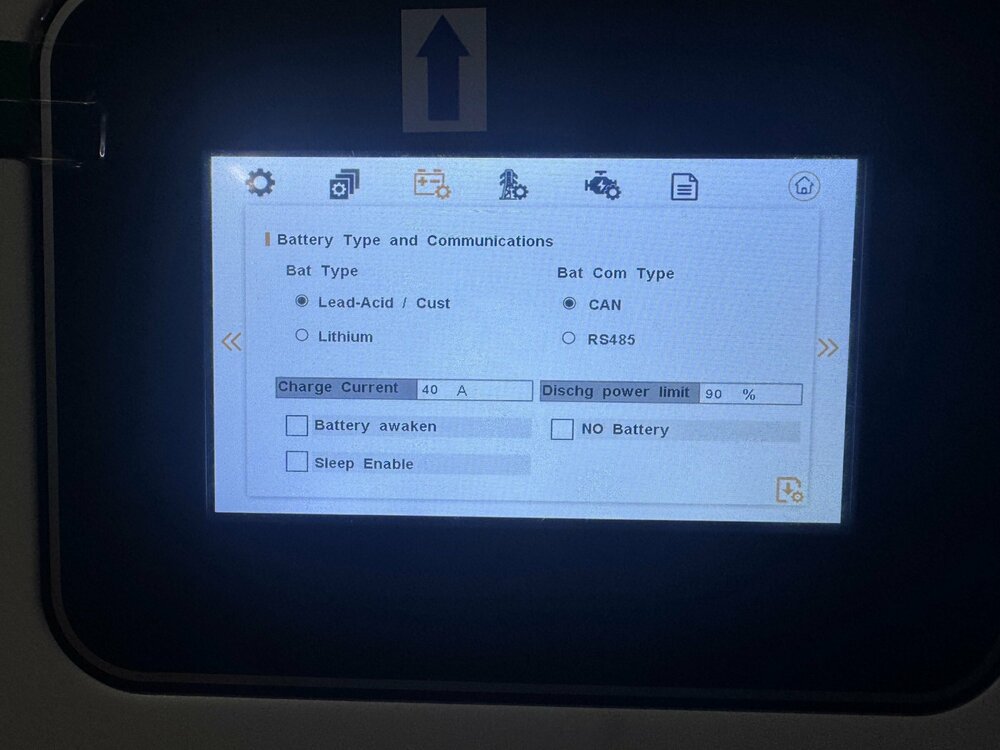 Battery Type and Communications
Bat Type
Bat Com Type
Lead-Acid / Cust
CAN
Lithium
RS485
Charge Current 40 A
Dischg power limit 90 %
Battery awaken
NO Battery
Sleep Enable